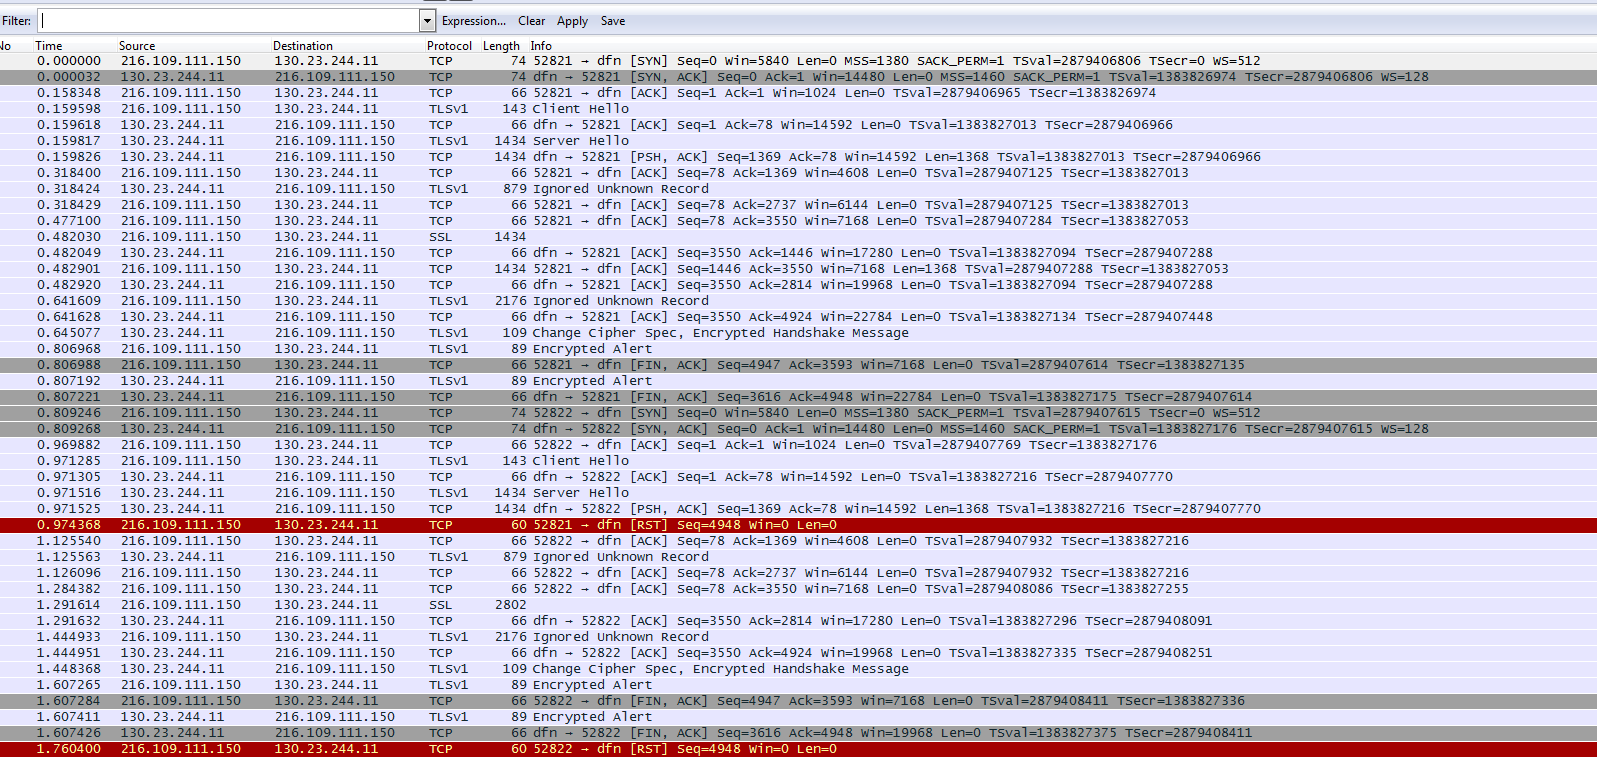 Filter: Expression... Clear Apply Save
No Time Source Destination Protocol Length Info
0.000000 216.109.111.150 130.23.244.11 TCP 74 52821 → dfn [SYN] Seq=0 Win=5840 Len=0 MSS=1380 SACK_PERM=1 TSval=2879406806 TSecr=0 WS=512
0.000032 130.23.244.11 216.109.111.150 TCP 74 dfn → 52821 [SYN, ACK] Seq=0 Ack=1 Win=14480 Len=0 MSS=1460 SACK_PERM=1 TSval=1383826974 TSecr=2879406806 WS=128
0.158348 216.109.111.150 130.23.244.11 TCP 66 52821 → dfn [ACK] Seq=1 Ack=1 Win=1024 Len=0 TSval=2879406965 TSecr=1383826974
0.159598 216.109.111.150 130.23.244.11 TLSv1 143 Client Hello
0.159618 130.23.244.11 216.109.111.150 TCP 66 dfn → 52821 [ACK] Seq=1 Ack=78 Win=14592 Len=0 TSval=1383827013 TSecr=2879406966
0.159817 130.23.244.11 216.109.111.150 TLSv1 1434 Server Hello
0.159826 130.23.244.11 216.109.111.150 TCP 1434 dfn → 52821 [PSH, ACK] Seq=1369 Ack=78 Win=14592 Len=1368 TSval=1383827013 TSecr=2879406966
0.318400 216.109.111.150 130.23.244.11 TCP 66 52821 → dfn [ACK] Seq=78 Ack=1369 Win=4608 Len=0 TSval=2879407125 TSecr=1383827013
0.318424 130.23.244.11 216.109.111.150 TLSv1 879 Ignored Unknown Record
0.318429 216.109.111.150 130.23.244.11 TCP 66 52821 → dfn [ACK] Seq=78 Ack=2737 Win=6144 Len=0 TSval=2879407125 TSecr=1383827013
0.477100 216.109.111.150 130.23.244.11 TCP 66 52821 → dfn [ACK] Seq=78 Ack=3550 Win=7168 Len=0 TSval=2879407284 TSecr=1383827053
0.482030 216.109.111.150 130.23.244.11 SSL 1434
0.482049 130.23.244.11 216.109.111.150 TCP 66 dfn → 52821 [ACK] Seq=3550 Ack=1446 Win=17280 Len=0 TSval=1383827094 TSecr=2879407288
0.482901 216.109.111.150 130.23.244.11 TCP 1434 52821 → dfn [ACK] Seq=1446 Ack=3550 Win=7168 Len=1368 TSval=2879407288 TSecr=1383827053
0.482920 130.23.244.11 216.109.111.150 TCP 66 dfn → 52821 [ACK] Seq=3550 Ack=2814 Win=19968 Len=0 TSval=1383827094 TSecr=2879407288
0.641609 216.109.111.150 130.23.244.11 TLSv1 2176 Ignored Unknown Record
0.641628 130.23.244.11 216.109.111.150 TCP 66 dfn → 52821 [ACK] Seq=3550 Ack=4924 Win=22784 Len=0 TSval=1383827134 TSecr=2879407448
0.645077 130.23.244.11 216.109.111.150 TLSv1 109 Change Cipher Spec, Encrypted Handshake Message
0.806968 216.109.111.150 130.23.244.11 TLSv1 89 Encrypted Alert
0.806988 216.109.111.150 130.23.244.11 TCP 66 52821 → dfn [FIN, ACK] Seq=4947 Ack=3593 Win=7168 Len=0 TSval=2879407614 TSecr=1383827135
0.807192 130.23.244.11 216.109.111.150 TLSv1 89 Encrypted Alert
0.807221 130.23.244.11 216.109.111.150 TCP 66 dfn → 52821 [FIN, ACK] Seq=3616 Ack=4948 Win=22784 Len=0 TSval=1383827175 TSecr=2879407614
0.809246 216.109.111.150 130.23.244.11 TCP 74 52822 → dfn [SYN] Seq=0 Win=5840 Len=0 MSS=1380 SACK_PERM=1 TSval=2879407615 TSecr=0 WS=512
0.809268 130.23.244.11 216.109.111.150 TCP 74 dfn → 52822 [SYN, ACK] Seq=0 Ack=1 Win=14480 Len=0 MSS=1460 SACK_PERM=1 TSval=1383827176 TSecr=2879407615 WS=128
0.969882 216.109.111.150 130.23.244.11 TCP 66 52822 → dfn [ACK] Seq=1 Ack=1 Win=1024 Len=0 TSval=2879407769 TSecr=1383827176
0.971285 216.109.111.150 130.23.244.11 TLSv1 143 Client Hello
0.971305 130.23.244.11 216.109.111.150 TCP 66 dfn → 52822 [ACK] Seq=1 Ack=78 Win=14592 Len=0 TSval=1383827216 TSecr=2879407770
0.971516 130.23.244.11 216.109.111.150 TLSv1 1434 Server Hello
0.971525 130.23.244.11 216.109.111.150 TCP 1434 dfn → 52822 [PSH, ACK] Seq=1369 Ack=78 Win=14592 Len=1368 TSval=1383827216 TSecr=2879407770
0.974368 216.109.111.150 130.23.244.11 TCP 60 52821 → dfn [RST] Seq=4948 Win=0 Len=0
1.125540 216.109.111.150 130.23.244.11 TCP 66 52822 → dfn [ACK] Seq=78 Ack=1369 Win=4608 Len=0 TSval=2879407932 TSecr=1383827216
1.125563 130.23.244.11 216.109.111.150 TLSv1 879 Ignored Unknown Record
1.126096 216.109.111.150 130.23.244.11 TCP 66 52822 → dfn [ACK] Seq=78 Ack=2737 Win=6144 Len=0 TSval=2879407932 TSecr=1383827216
1.284382 216.109.111.150 130.23.244.11 TCP 66 52822 → dfn [ACK] Seq=78 Ack=3550 Win=7168 Len=0 TSval=2879408086 TSecr=1383827255
1.291614 216.109.111.150 130.23.244.11 SSL 2802
1.291632 130.23.244.11 216.109.111.150 TCP 66 dfn → 52822 [ACK] Seq=3550 Ack=2814 Win=17280 Len=0 TSval=1383827296 TSecr=2879408091
1.444933 216.109.111.150 130.23.244.11 TLSv1 2176 Ignored Unknown Record
1.444951 130.23.244.11 216.109.111.150 TCP 66 dfn → 52822 [ACK] Seq=3550 Ack=4924 Win=19968 Len=0 TSval=1383827335 TSecr=2879408251
1.448368 130.23.244.11 216.109.111.150 TLSv1 109 Change Cipher Spec, Encrypted Handshake Message
1.607265 216.109.111.150 130.23.244.11 TLSv1 89 Encrypted Alert
1.607284 216.109.111.150 130.23.244.11 TCP 66 52822 → dfn [FIN, ACK] Seq=4947 Ack=3593 Win=7168 Len=0 TSval=2879408411 TSecr=1383827336
1.607411 130.23.244.11 216.109.111.150 TLSv1 89 Encrypted Alert
1.607426 130.23.244.11 216.109.111.150 TCP 66 dfn → 52822 [FIN, ACK] Seq=3616 Ack=4948 Win=19968 Len=0 TSval=1383827375 TSecr=2879408411
1.760400 216.109.111.150 130.23.244.11 TCP 60 52822 → dfn [RST] Seq=4948 Win=0 Len=0